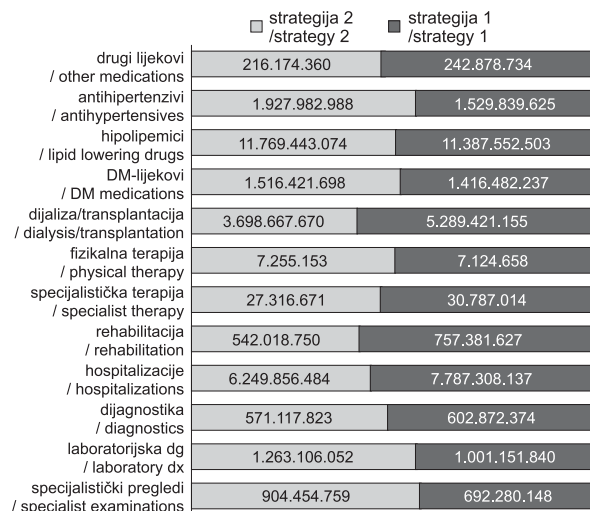 strategija 2
/strategy 2
strategija 1
/strategy 1
drugi lijekovi
/ other medications
216.174.360
242.878.734
antihipertenzivi
/ antihypertensives
1.927.982.988
1.529.839.625
hipolipemici
/ lipid lowering drugs
11.769.443.074
11.387.552.503
DM-lijekovi
/ DM medications
1.516.421.698
1.416.482.237
dijaliza/transplantacija
/ dialysis/transplantation
3.698.667.670
5.289.421.155
fizikalna terapija
/ physical therapy
7.255.153
7.124.658
specijalistička terapija
/ specialist therapy
27.316.671
30.787.014
rehabilitacija
/ rehabilitation
542.018.750
757.381.627
hospitalizacije
/ hospitalizations
6.249.856.484
7.787.308.137
dijagnostika
/ diagnostics
571.117.823
602.872.374
laboratorijska dg
/ laboratory dx
1.263.106.052
1.001.151.840
specijalistički pregledi
/ specialist examinations
904.454.759
692.280.148